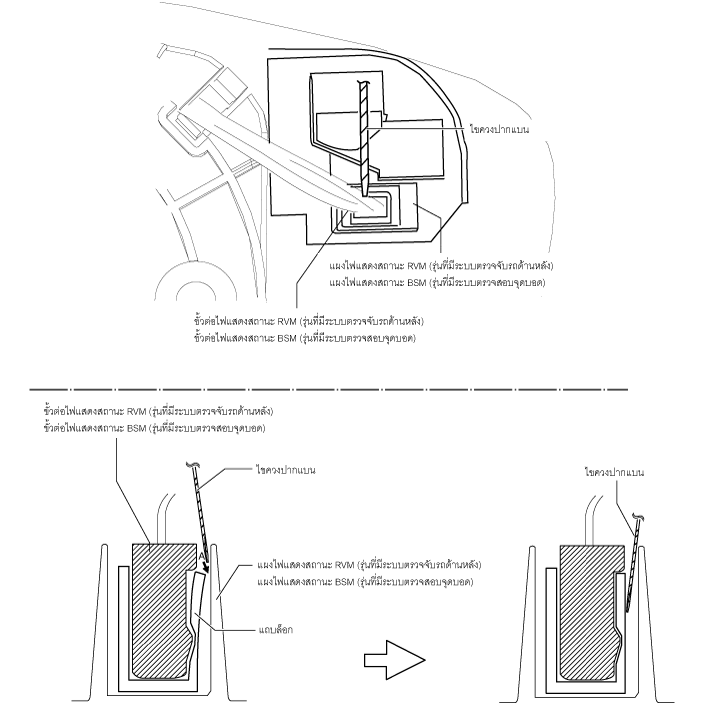 ไขควงปากแบน
แผงไฟแสดงสถานะ RVM (รุ่นที่มีระบบตรวจจับรถด้านหลัง)
แผงไฟแสดงสถานะ BSM (รุ่นที่มีระบบตรวจสอบจุดบอด)
ขั้วต่อไฟแสดงสถานะ RVM (รุ่นที่มีระบบตรวจจับรถด้านหลัง)
ขั้วต่อไฟแสดงสถานะ BSM (รุ่นที่มีระบบตรวจสอบจุดบอด)
ขั้วต่อไฟแสดงสถานะ RVM (รุ่นที่มีระบบตรวจจับรถด้านหลัง)
ขั้วต่อไฟแสดงสถานะ BSM (รุ่นที่มีระบบตรวจสอบจุดบอด)
ไขควงปากแบน
ไขควงปากแบน
A
แผงไฟแสดงสถานะ RVM (รุ่นที่มีระบบตรวจจับรถด้านหลัง)
แผงไฟแสดงสถานะ BSM (รุ่นที่มีระบบตรวจสอบจุดบอด)
แถบล็อก